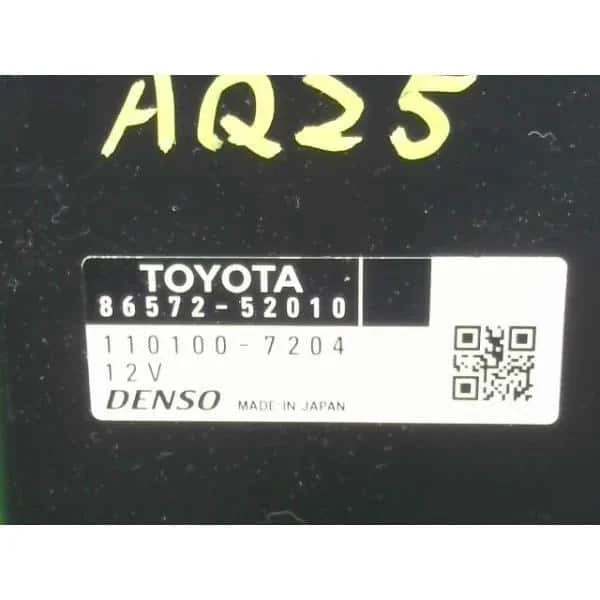 AQ25
TOYOTA
86572-52010
110100-7204
12V
DENSO MADE IN JAPAN